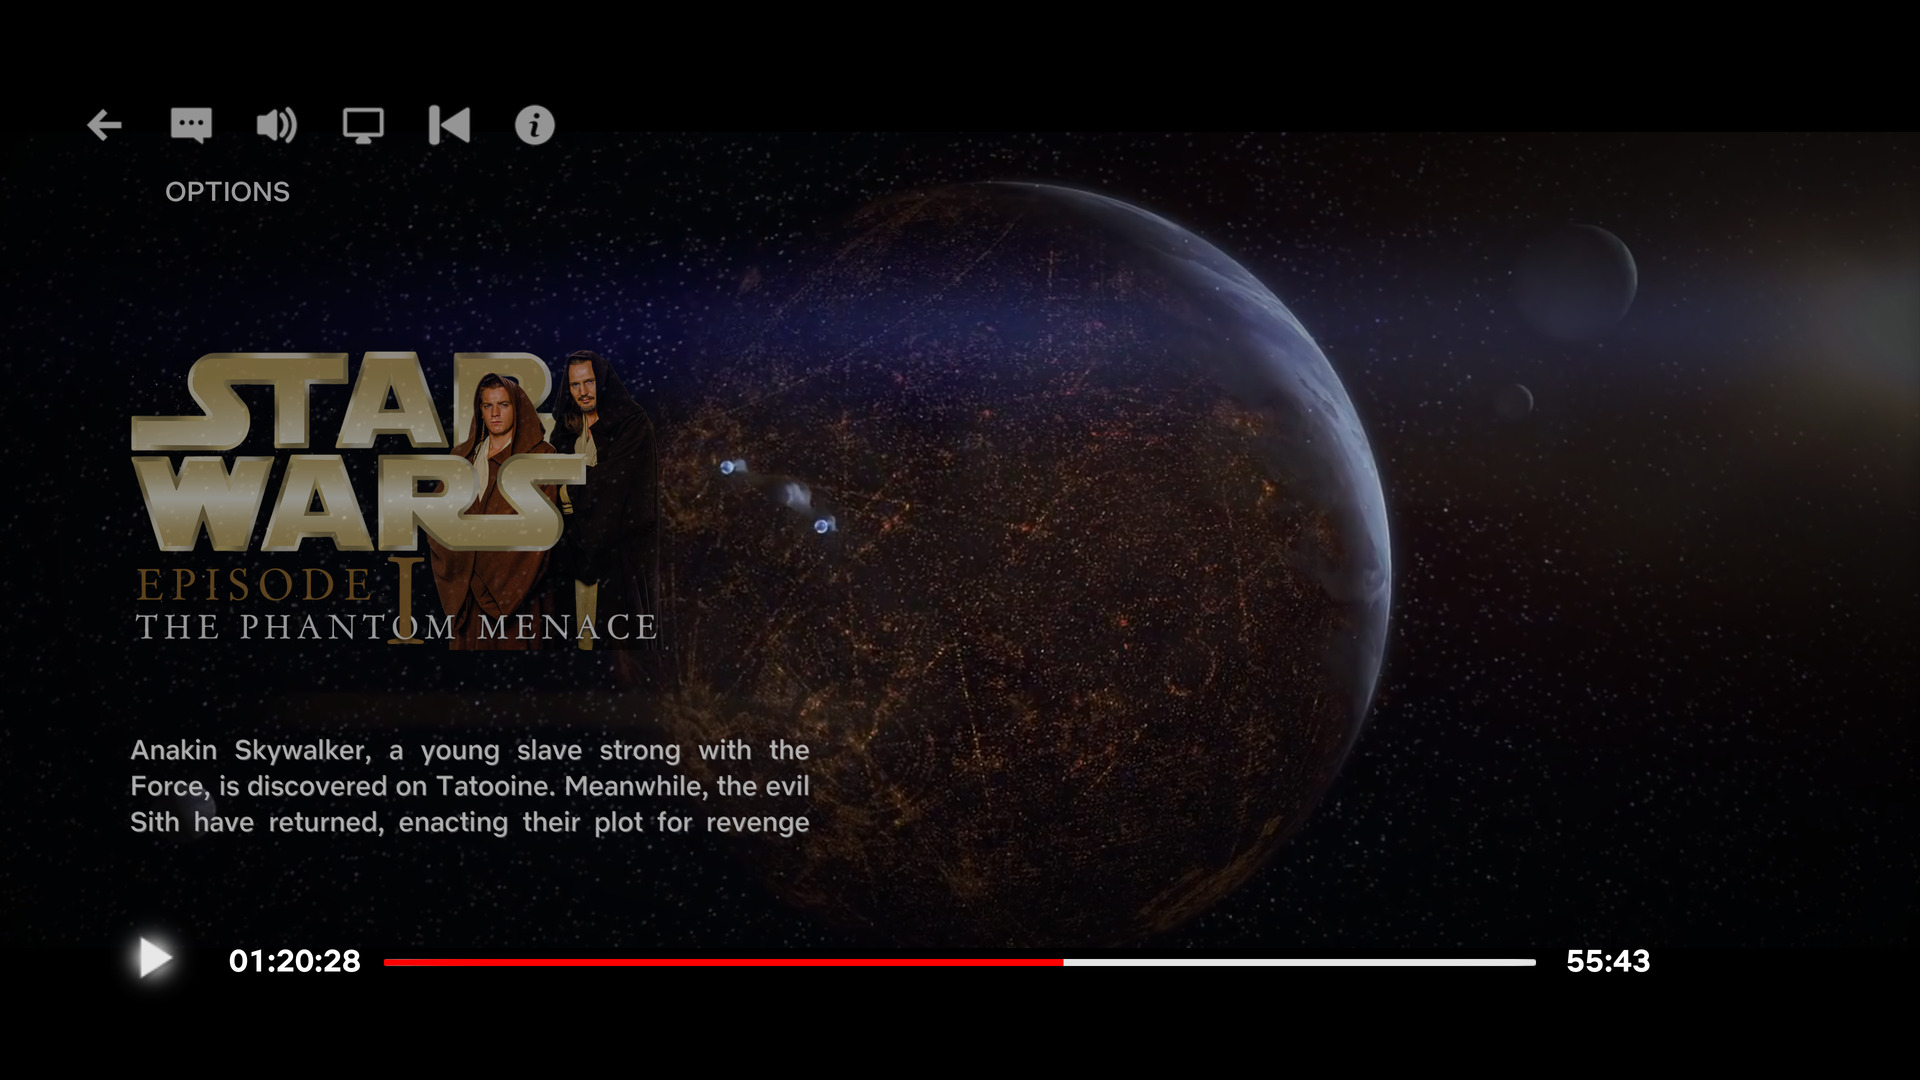 OPTIONS
STAR
WARS
EPISODE I
THE PHANTOM MENACE
Anakin Skywalker, a young slave strong with the
Force, is discovered on Tatooine. Meanwhile, the evil
Sith have returned, enacting their plot for revenge
01:20:28 55:43